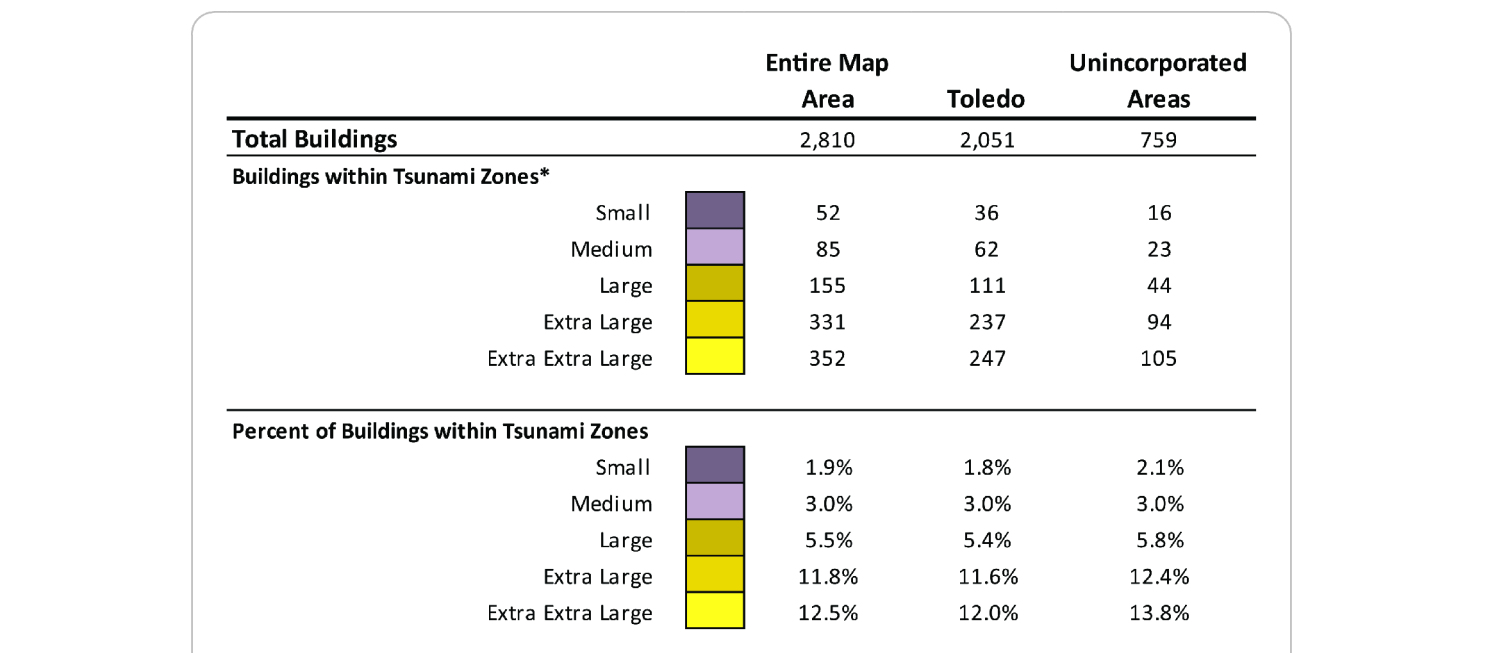 Entire Map Unincorporated
Area Toledo Areas
Total Buildings 2,810 2,051 759
Buildings within Tsunami Zones*
Small 52 36 16
Medium 85 62 23
Large 155 111 44
Extra Large 331 237 94
Extra Extra Large 352 247 105
Percent of Buildings within Tsunami Zones
Small 1.9% 1.8% 2.1%
Medium 3.0% 3.0% 3.0%
Large 5.5% 5.4% 5.8%
Extra Large 11.8% 11.6% 12.4%
Extra Extra Large 12.5% 12.0% 13.8%